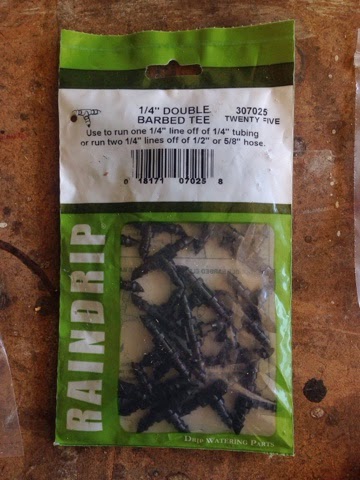 1/4" DOUBLE 307025
BARBED TEE TWENTY FIVE
Use to run one 1/4" line off of 1/4" tubing
or run two 1/4" lines off of 1/2" or 5/8" hose.
0 18171 07025 8
RAINDRIP
DRIP WATERING PARTS